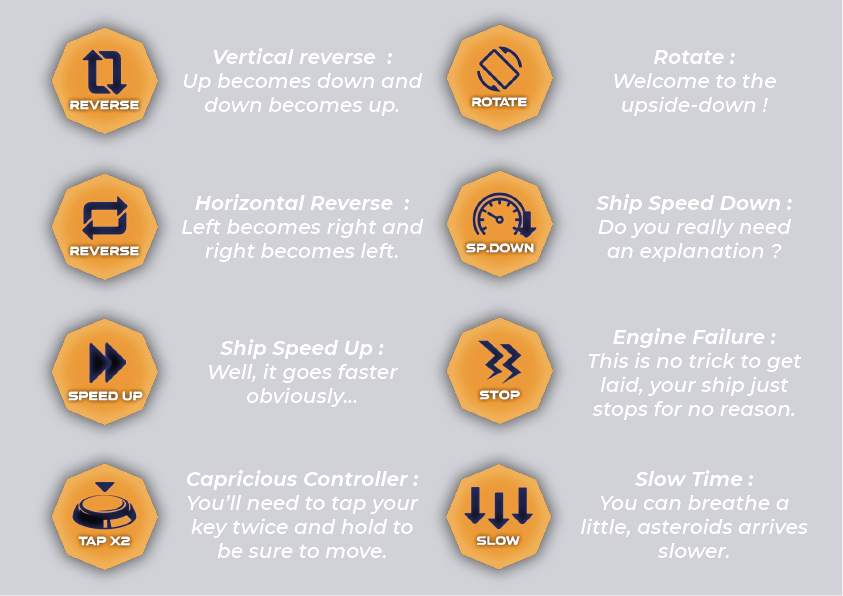 REVERSE
Vertical reverse :
Up becomes down and
down becomes up.
ROTATE
Rotate :
Welcome to the
upside-down !
REVERSE
Horizontal Reverse :
Left becomes right and
right becomes left.
SP.DOWN
Ship Speed Down :
Do you really need
an explanation ?
SPEED UP
Ship Speed Up :
Well, it goes faster
obviously...
STOP
Engine Failure :
This is no trick to get
laid, your ship just
stops for no reason.
TAP X2
Capricious Controller :
You'll need to tap your
key twice and hold to
be sure to move.
SLOW
Slow Time :
You can breathe a
little, asteroids arrives
slower.